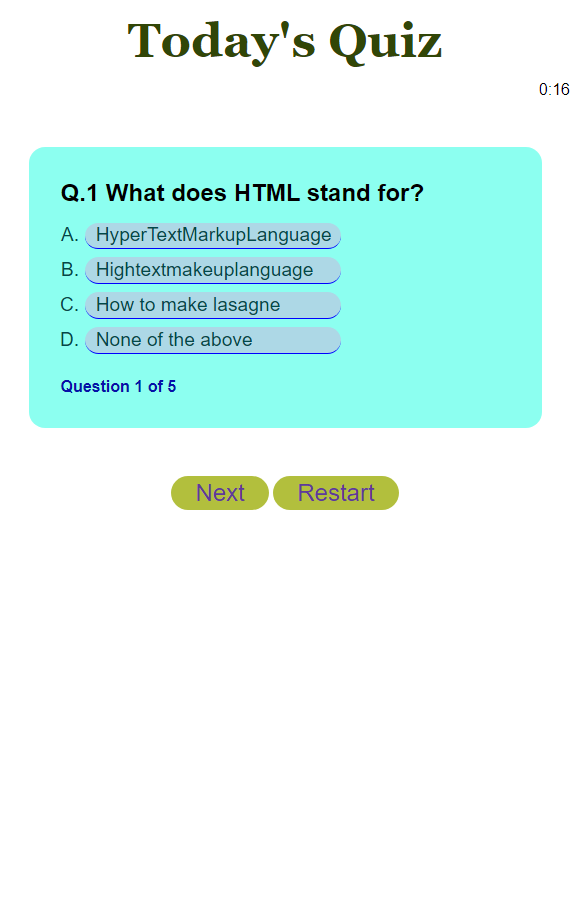 Today's Quiz
0:16
Q.1 What does HTML stand for?
A. HyperTextMarkupLanguage
B. Hightextmakeuplanguage
C. How to make lasagne
D. None of the above
Question 1 of 5
Next Restart